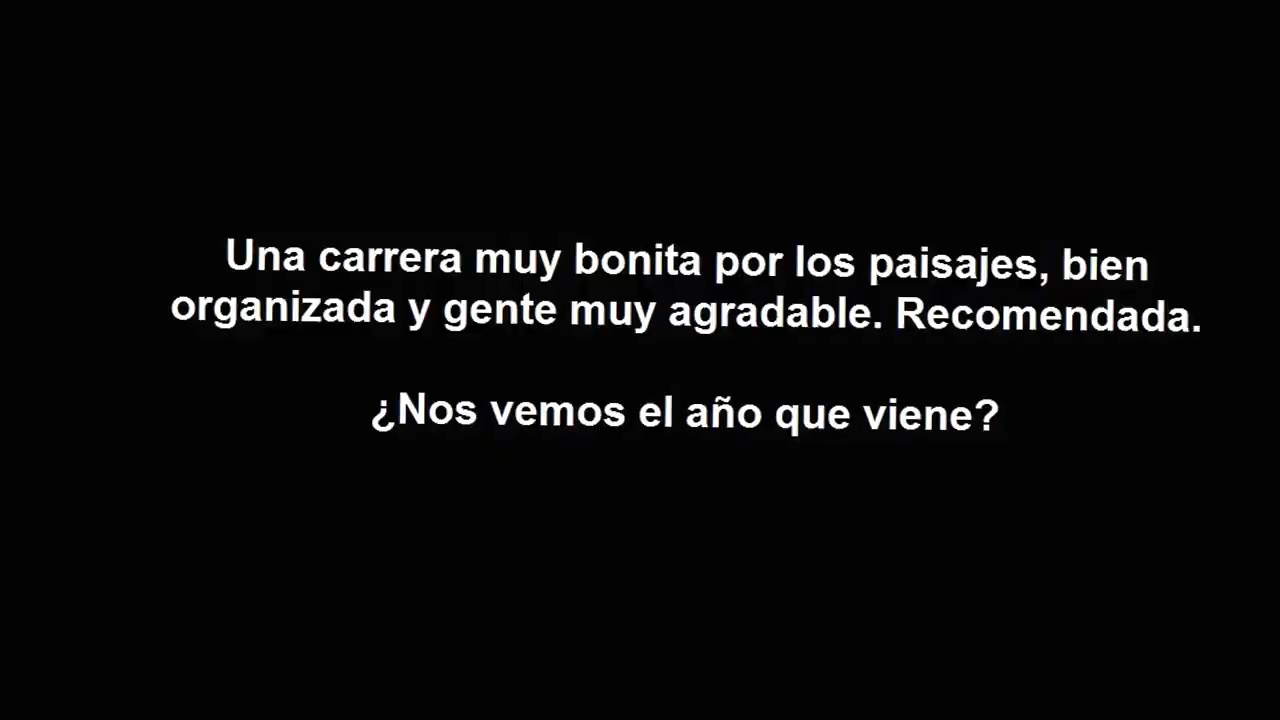 Una carrera muy bonita por los paisajes, bien
organizada y gente muy agradable. Recomendada.
¿Nos vemos el año que viene?